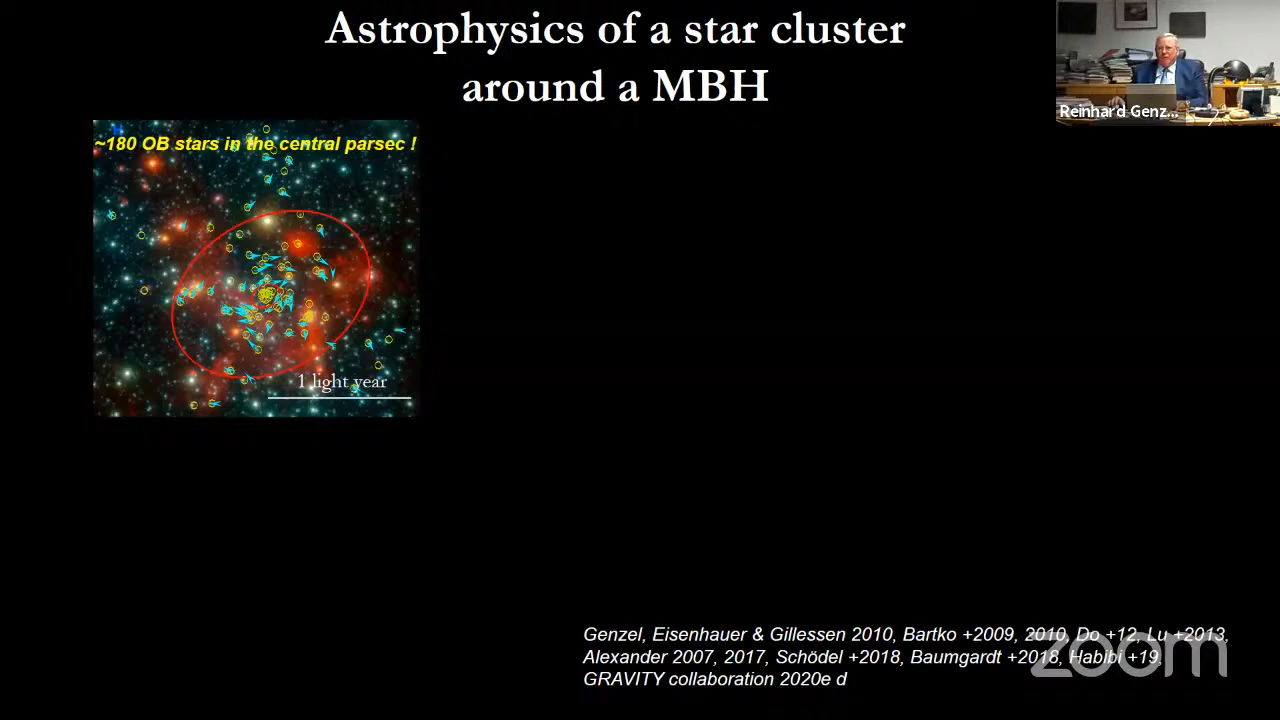 Astrophysics of a star cluster
around a MBH
Reinhard Genz...
~180 OB stars in the central parsec !
1 light year
Genzel, Eisenhauer & Gillessen 2010, Bartko +2009, 2010, Do +12, Lu +2013,
Alexander 2007, 2017, Schödel +2018, Baumgardt +2018, Habibi +19.
GRAVITY collaboration 2020e d
zoom